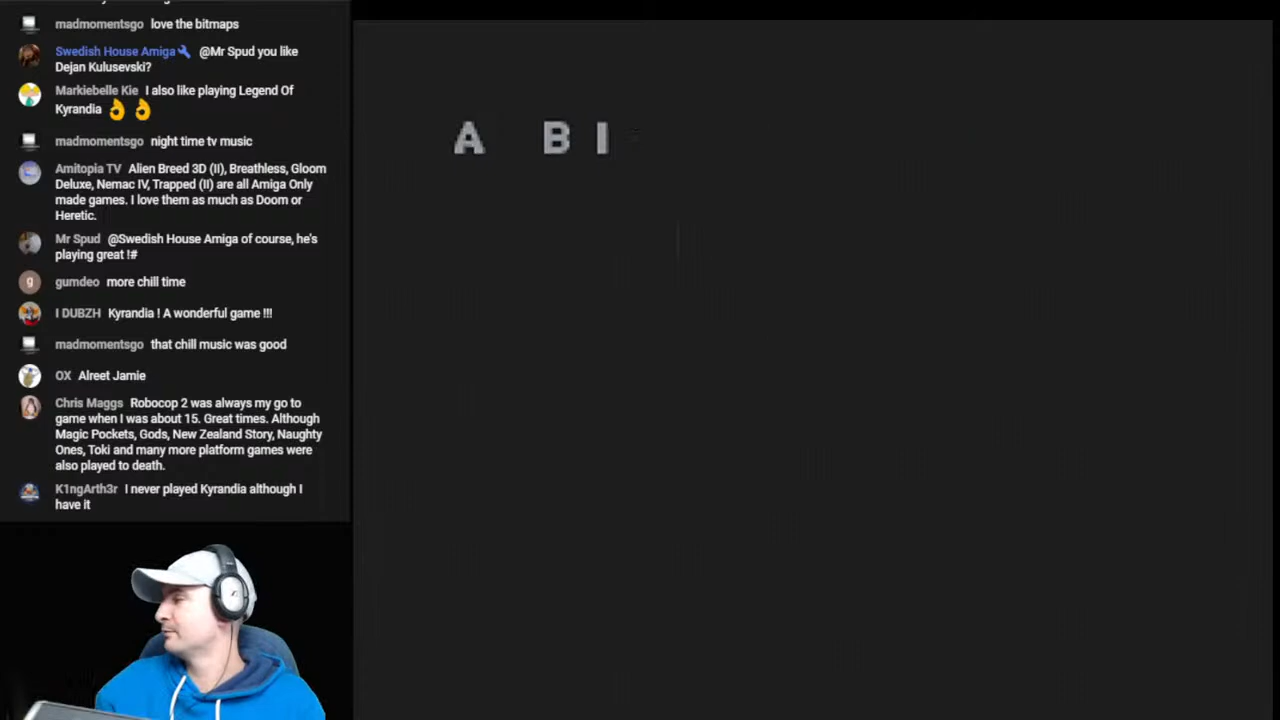 madmomentsgo love the bitmaps
Swedish House Amiga @Mr Spud you like
Dejan Kulusevski?
Markiebelle Kie I also like playing Legend Of
Kyrandia
madmomentsgo night time tv music
Amitopia TV Alien Breed 3D (II), Breathless, Gloom
Deluxe, Nemac IV, Trapped (II) are all Amiga Only
made games. I love them as much as Doom or
Heretic.
Mr Spud @Swedish House Amiga of course, he's
playing great !#
g
gumdeo more chill time
I DUBZH Kyrandia ! A wonderful game !!!
madmomentsgo that chill music was good
OX Alreet Jamie
Chris Maggs Robocop 2 was always my go to
game when I was about 15. Great times. Although
Magic Pockets, Gods, New Zealand Story, Naughty
Ones, Toki and many more platform games were
also played to death.
K1ngArth3r I never played Kyrandia although I
have it
A BI